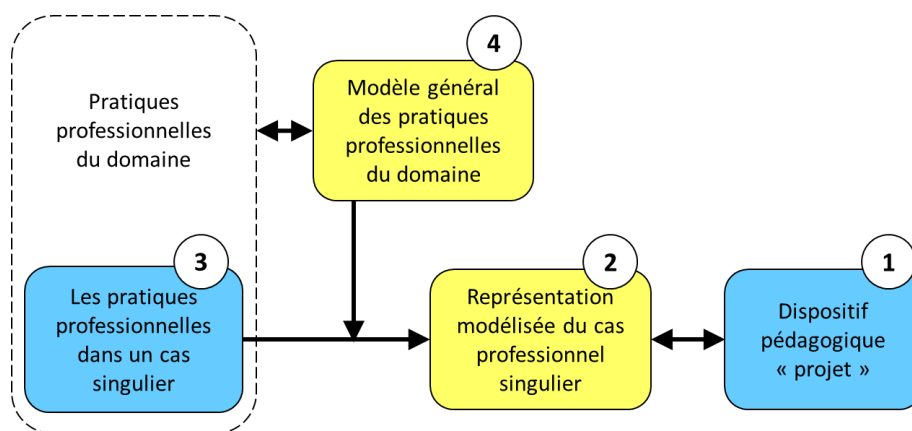 Pratiques
professionnelles
du domaine
4
Modèle général
des pratiques
professionnelles
du domaine
3
Les pratiques
professionnelles
dans un cas
singulier
2
Représentation
modélisée du cas
professionnel
singulier
1
Dispositif
pédagogique
« projet »